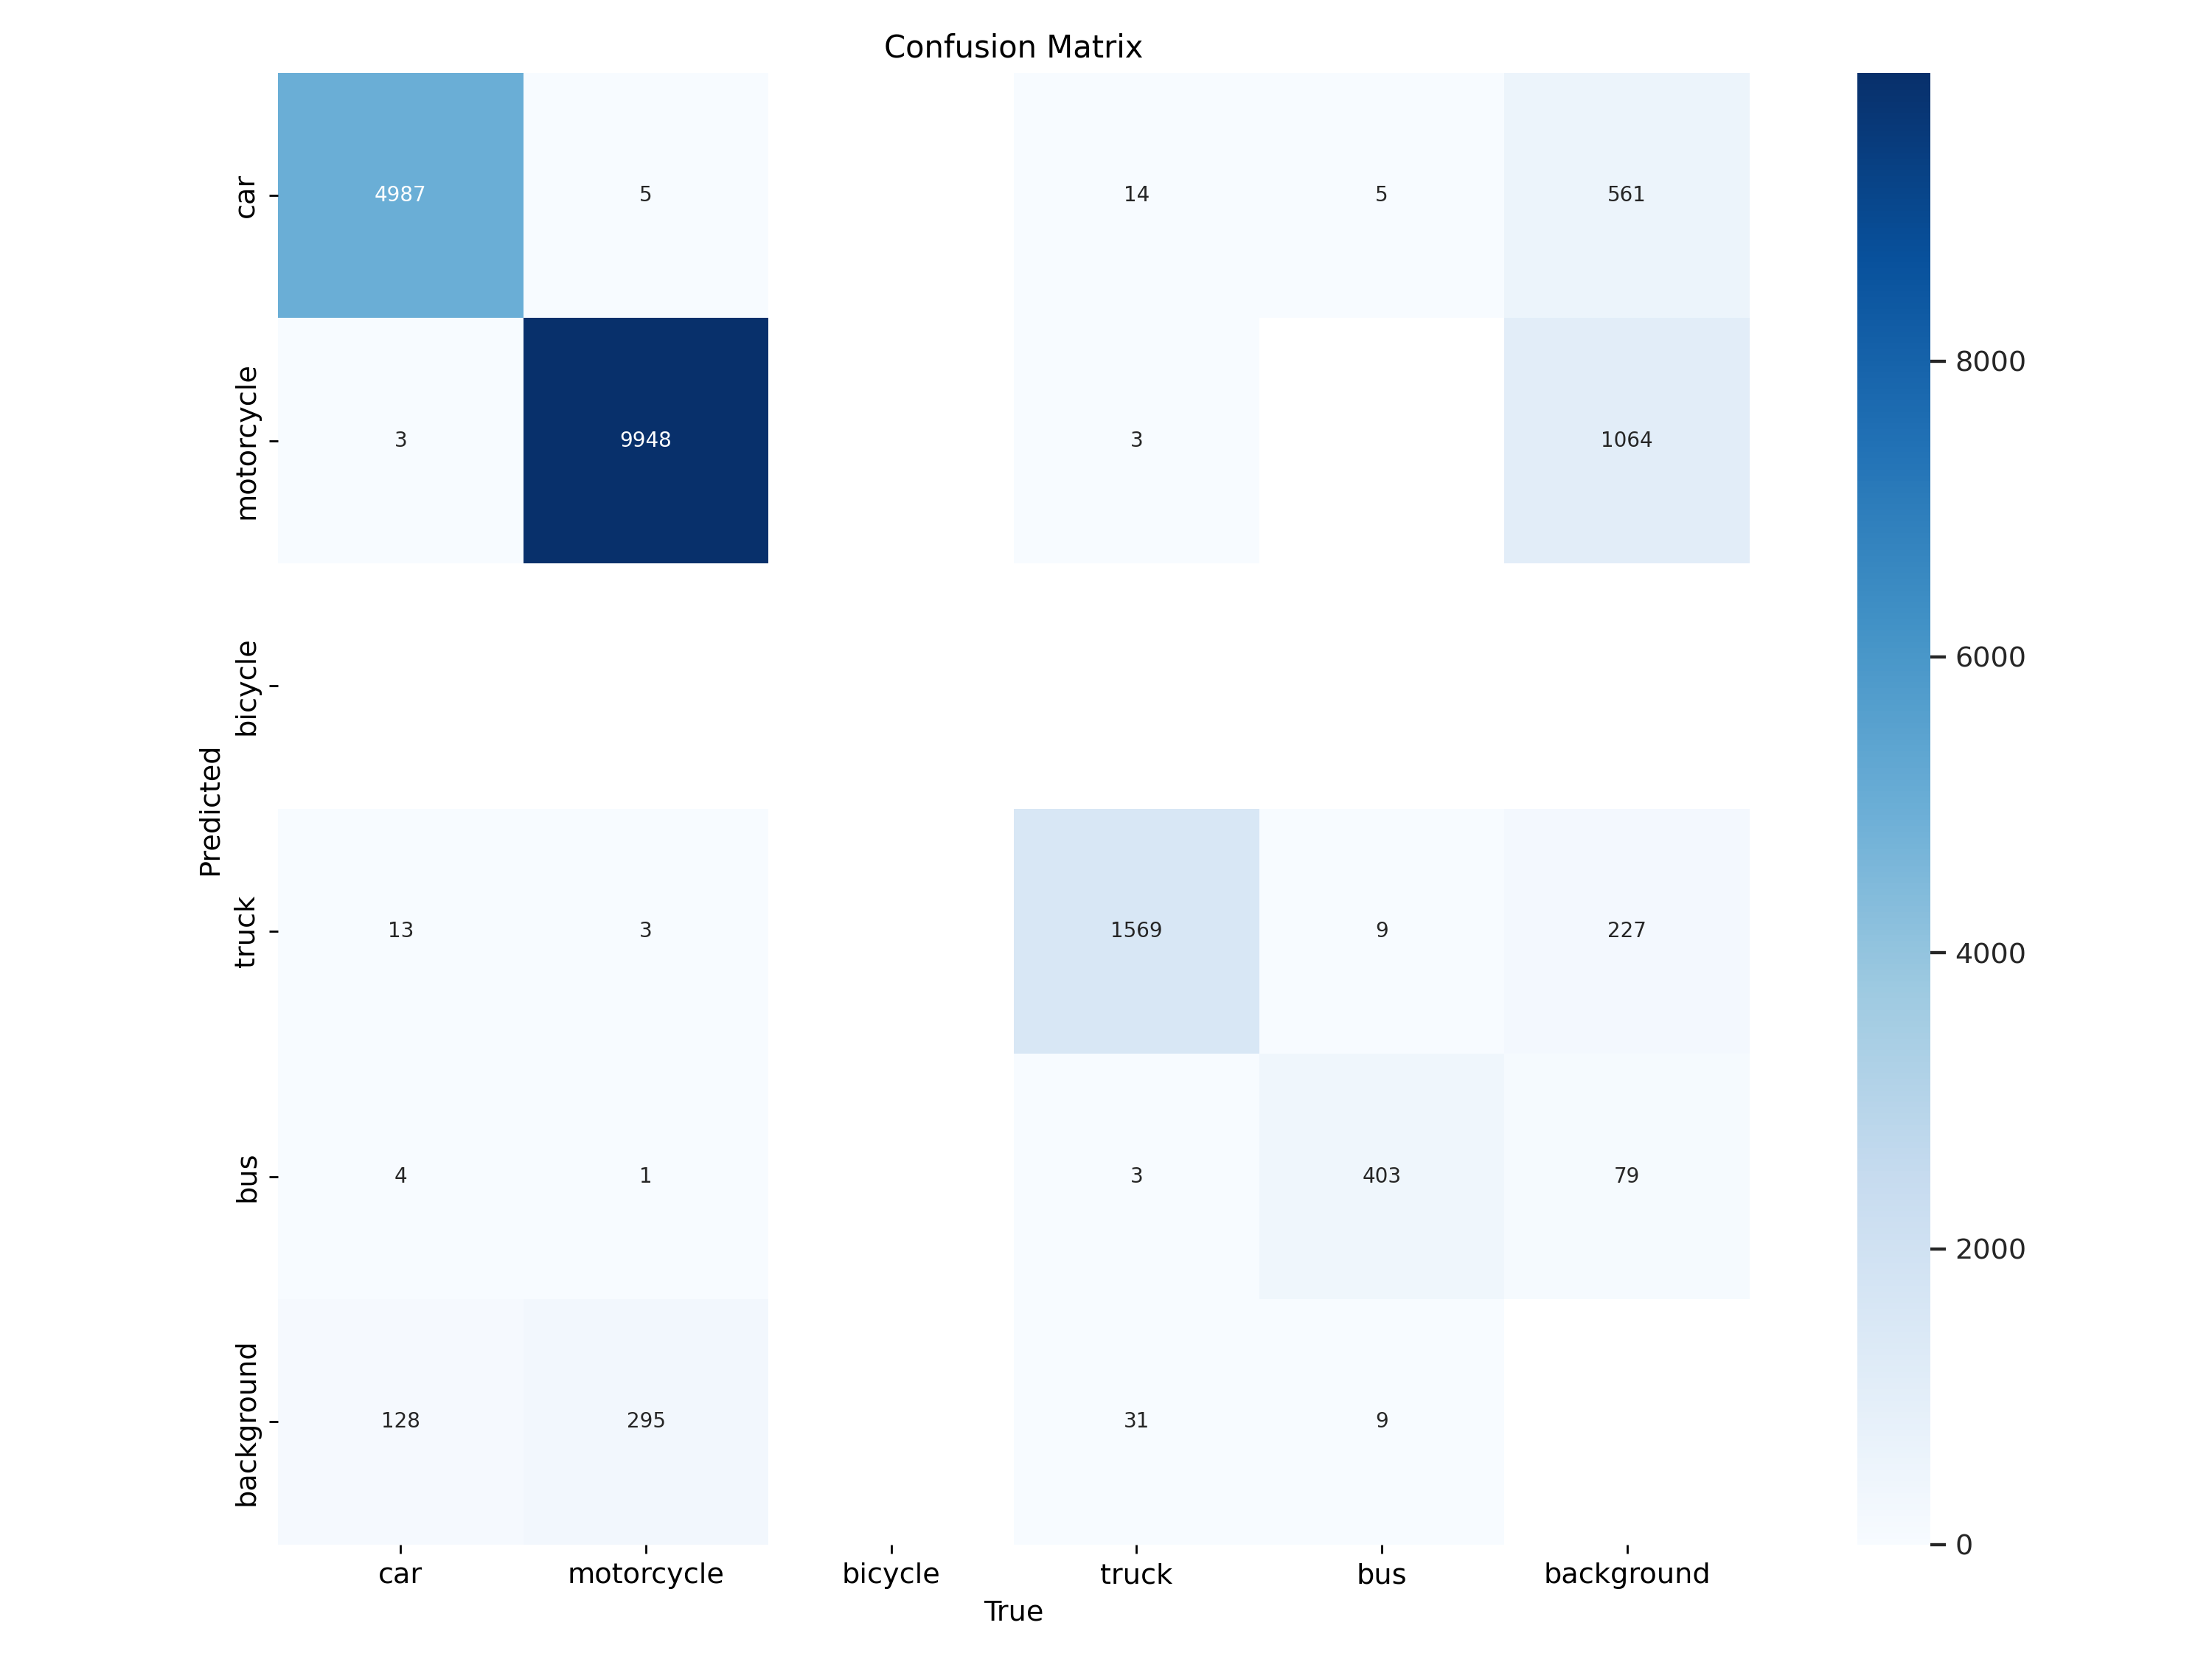 Confusion Matrix
car 4987 5 14 5 561
motorcycle 3 9948 3 1064
bicycle
truck 13 3 1569 9 227
bus 4 1 3 403 79
background 128 295 31 9
Predicted
car motorcycle bicycle truck bus background
True
8000
6000
4000
2000
0